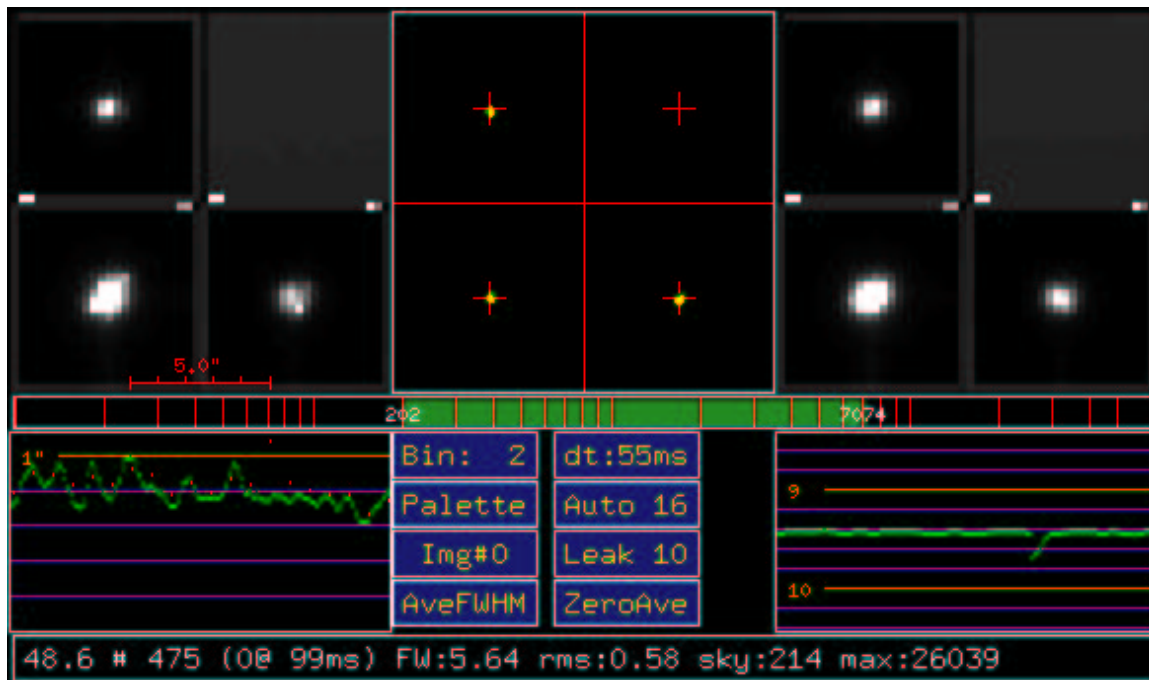 5.0"
202 7074
1"
Bin: 2 dt:55ms
9
Palette Auto 16
Img#0 Leak 10
10
AveFWHM ZeroAve
48.6 # 475 (0@ 99ms) FW:5.64 rms:0.58 sky:214 max:26039